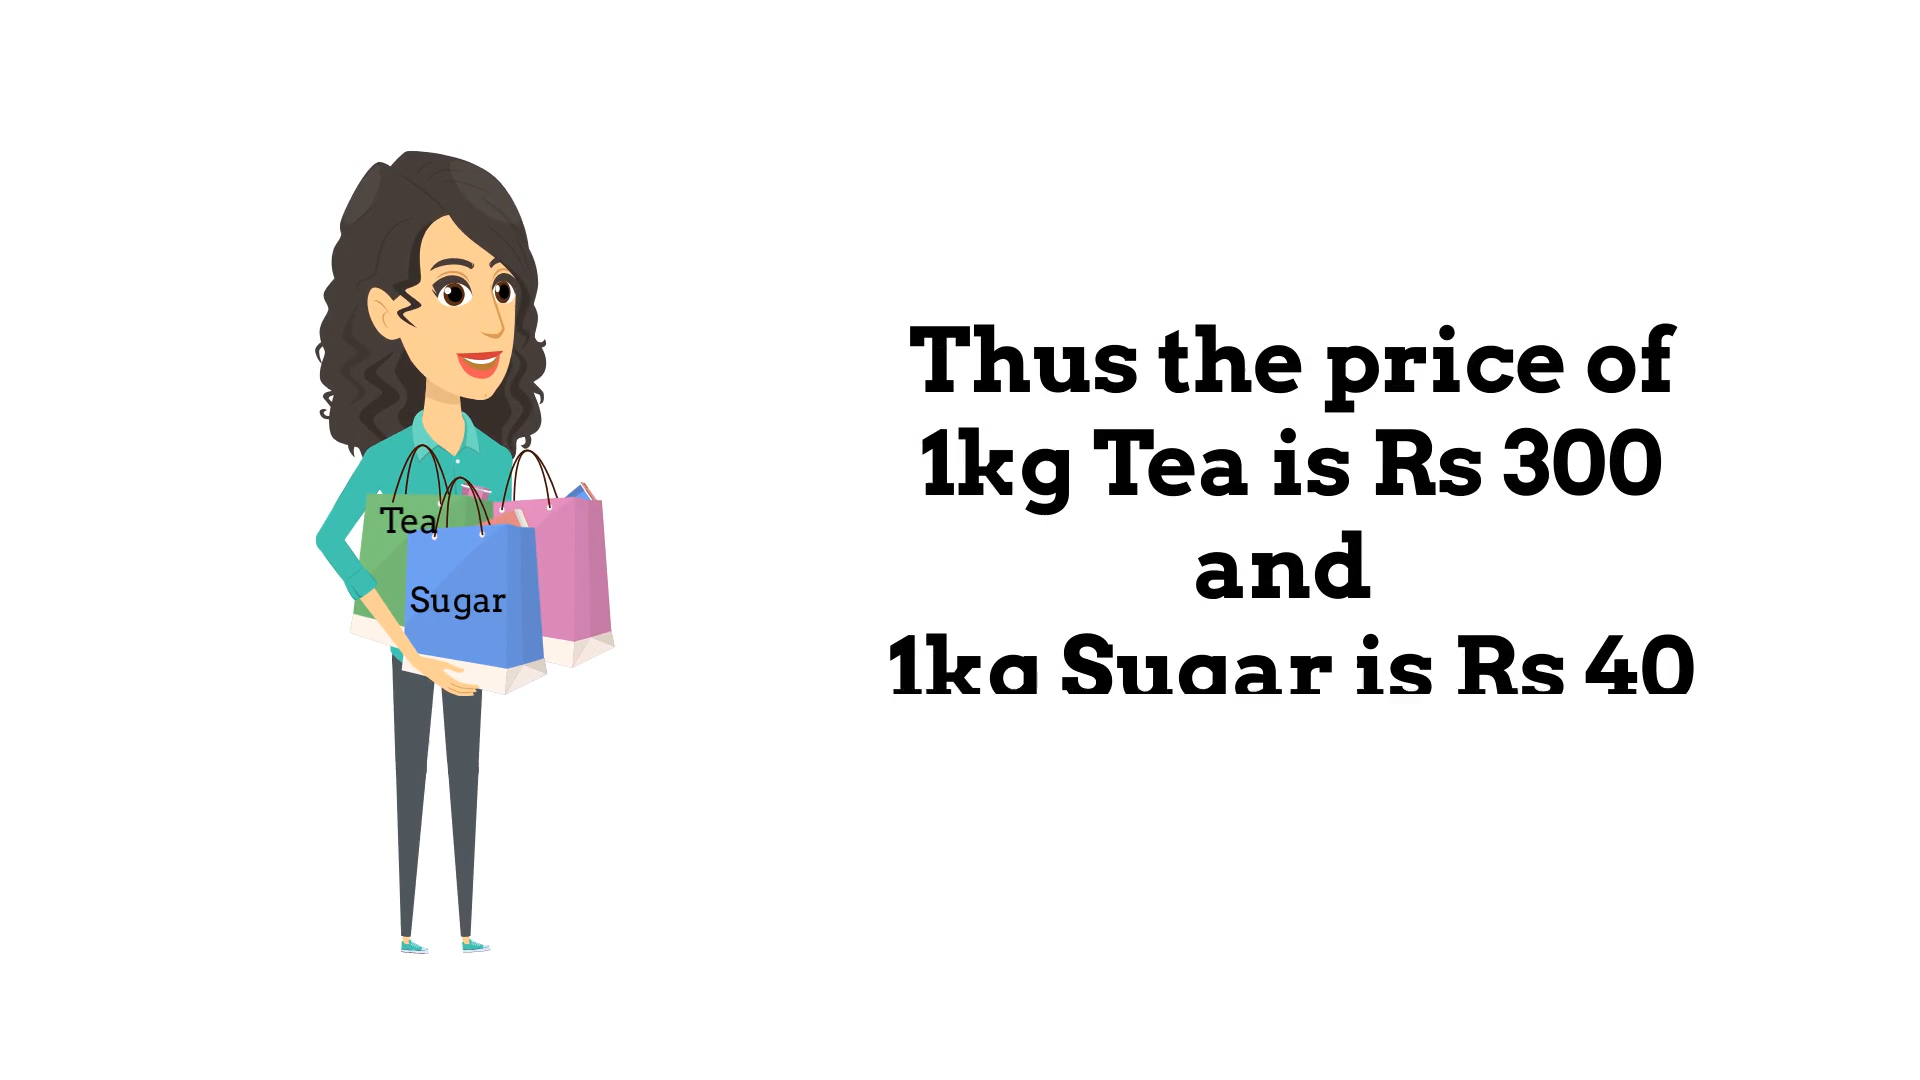 Thus the price of
1kg Tea is Rs 300
and
1kg Sugar is Rs 40
Tea
Sugar